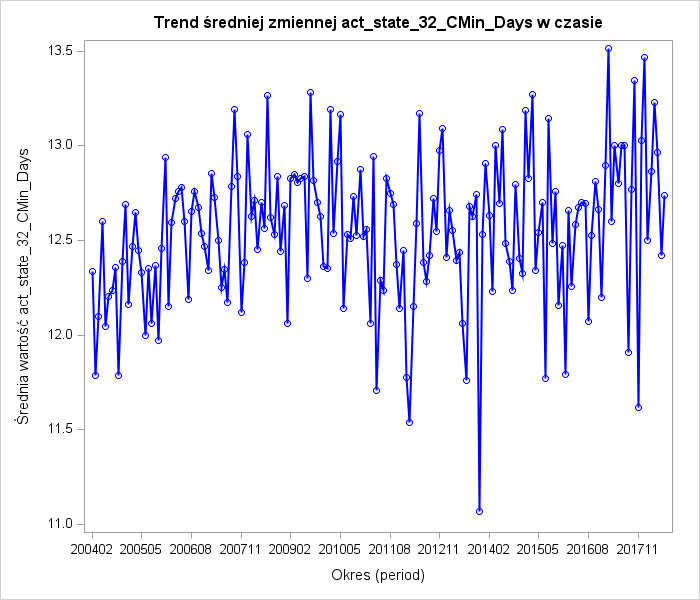 Trend średniej zmiennej act_state_32_CMin_Days w czasie
Średnia wartość act_state_32_CMin_Days
13.5
13.0
12.5
12.0
11.5
11.0
200402 200505 200608 200711 200902 201005 201108 201211 201402 201505 201608 201711
Okres (period)